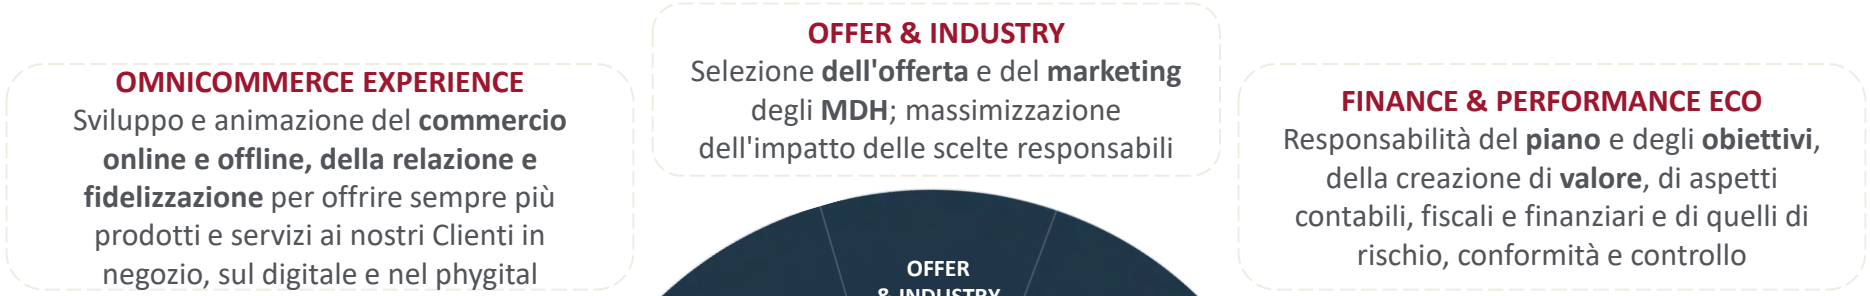 OMNICOMMERCE EXPERIENCE
Sviluppo e animazione del commercio
online e offline, della relazione e
fidelizzazione per offrire sempre più
prodotti e servizi ai nostri Clienti in
negozio, sul digitale e nel phygital
OFFER & INDUSTRY
Selezione dell'offerta e del marketing
degli MDH; massimizzazione
dell'impatto delle scelte responsabili
FINANCE & PERFORMANCE ECO
Responsabilità del piano e degli obiettivi,
della creazione di valore, di aspetti
contabili, fiscali e finanziari e di quelli di
rischio, conformità e controllo
OFFER
& INDUSTRY